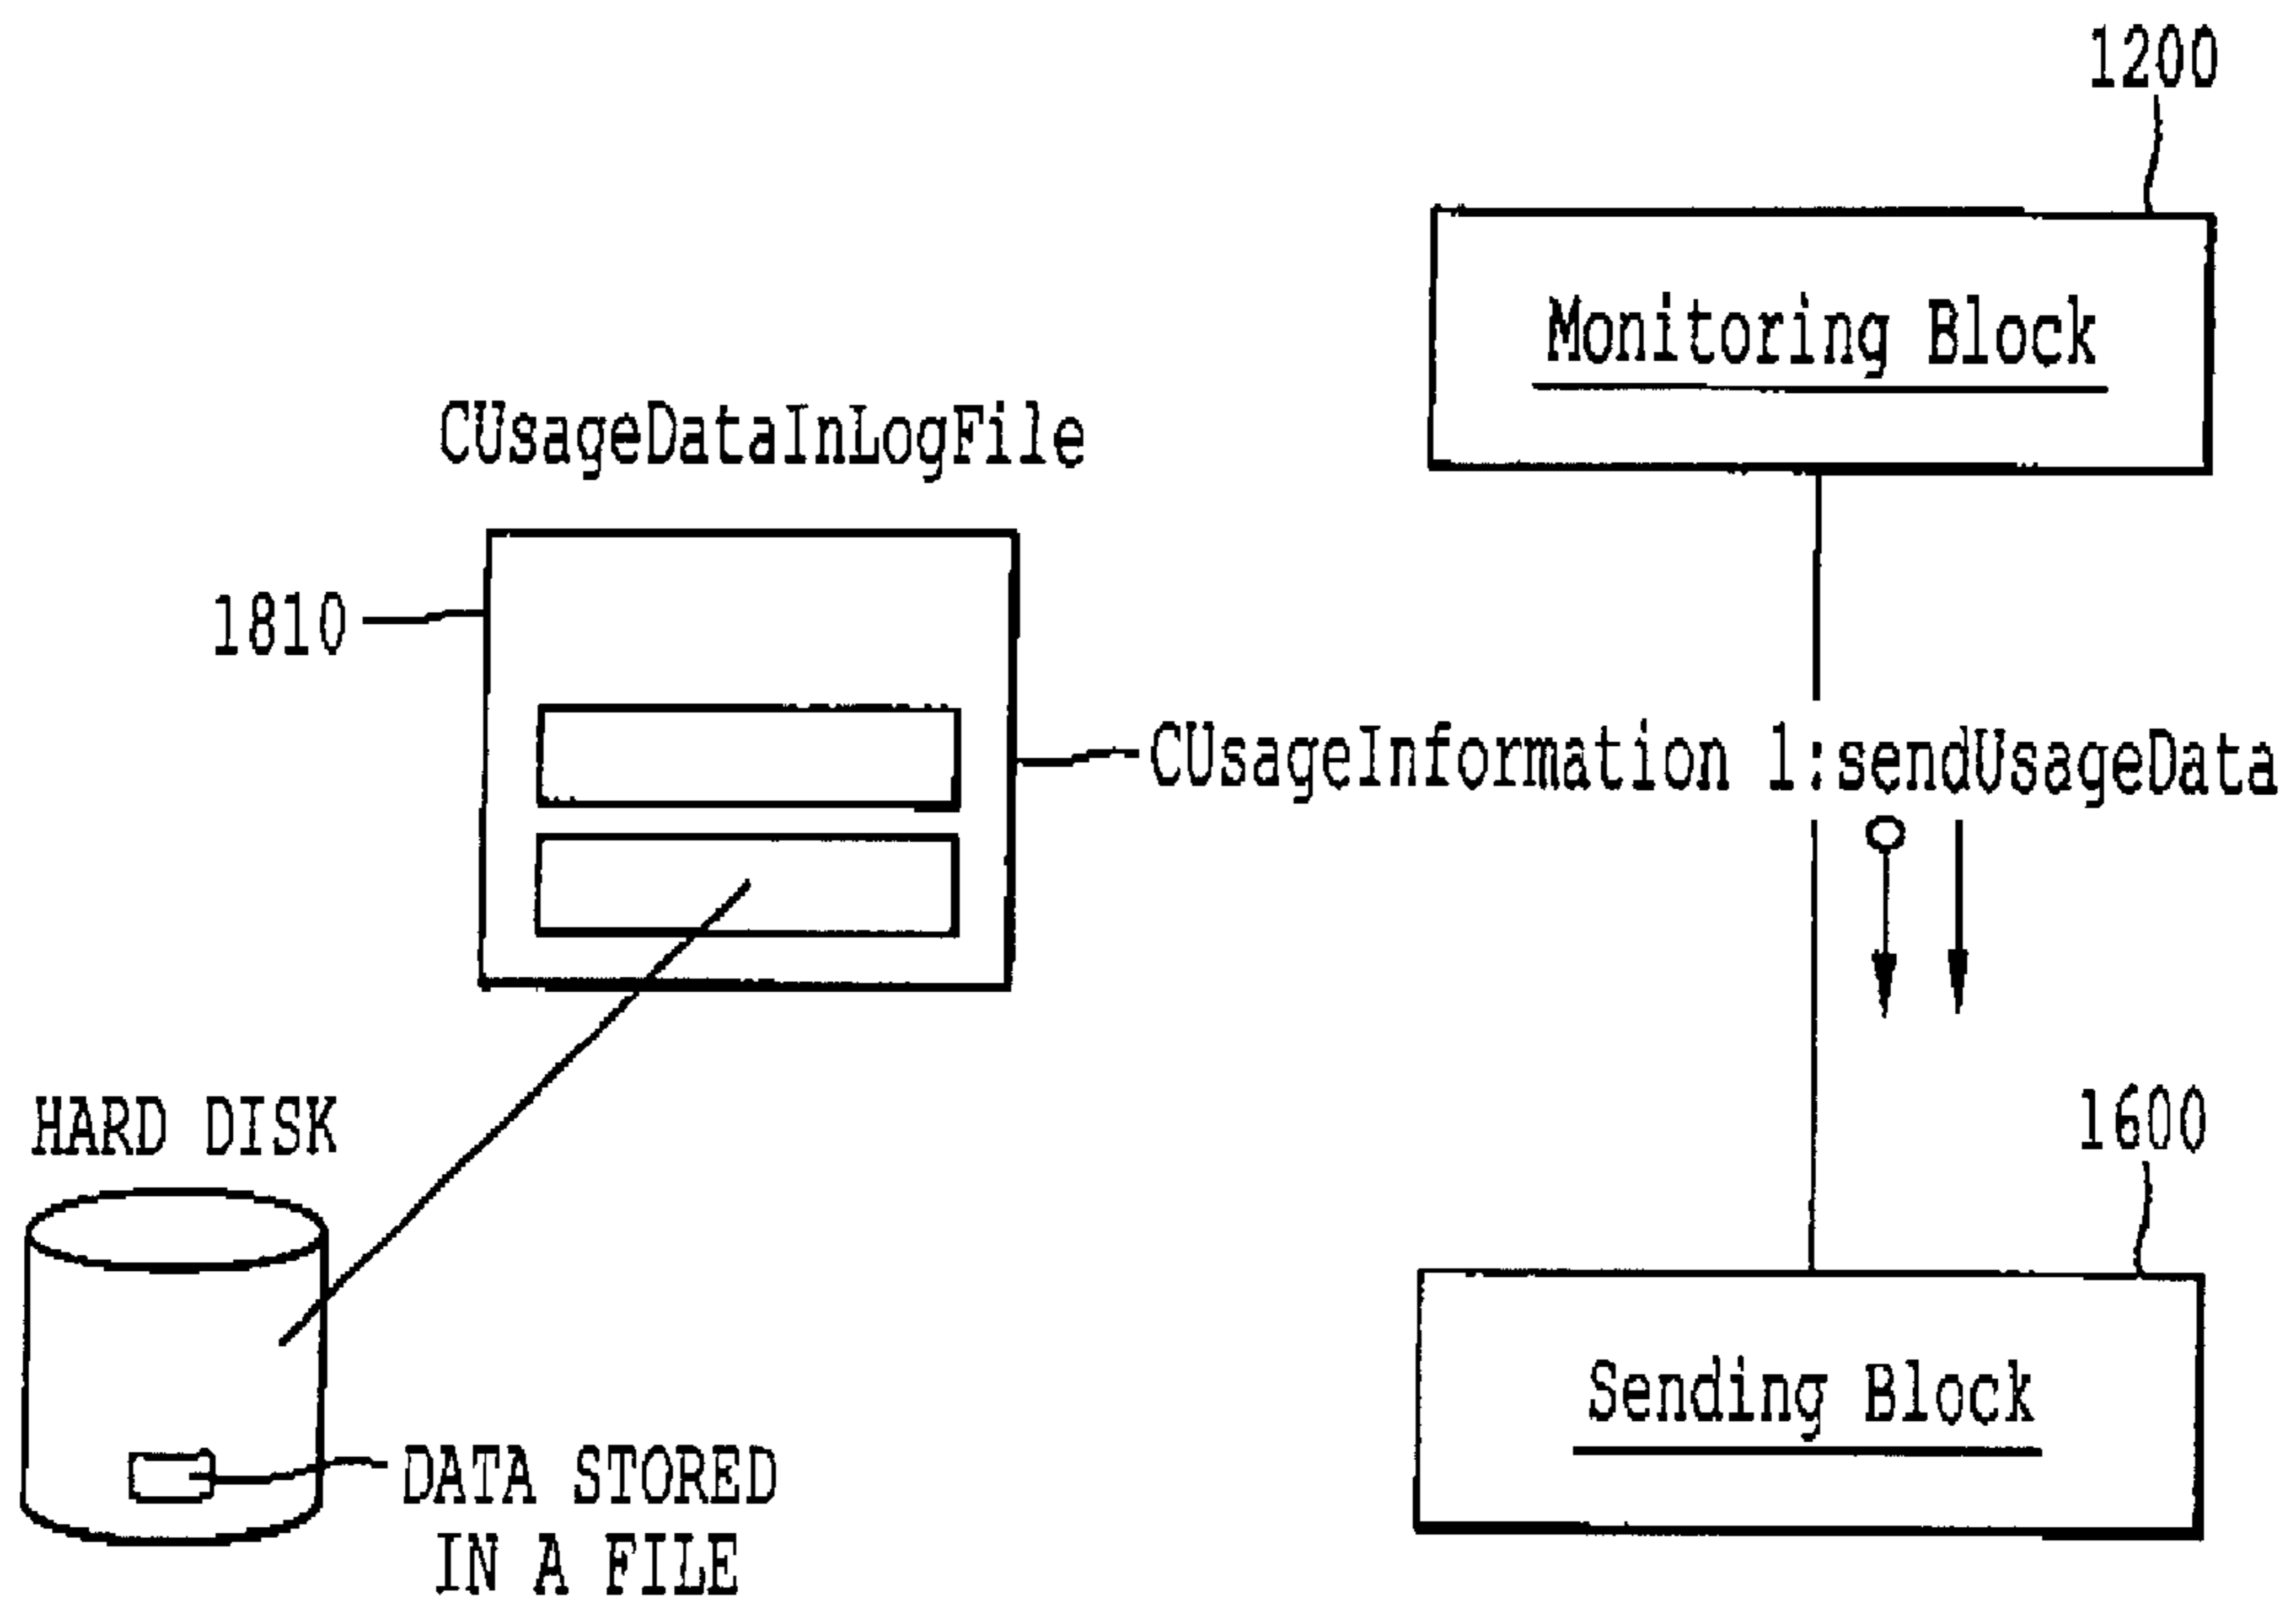 1200
Monitoring Block
CUsageDataInLogFile
1810
CUsageInformation 1:sendUsageData
HARD DISK
1600
Sending Block
DATA STORED
IN A FILE